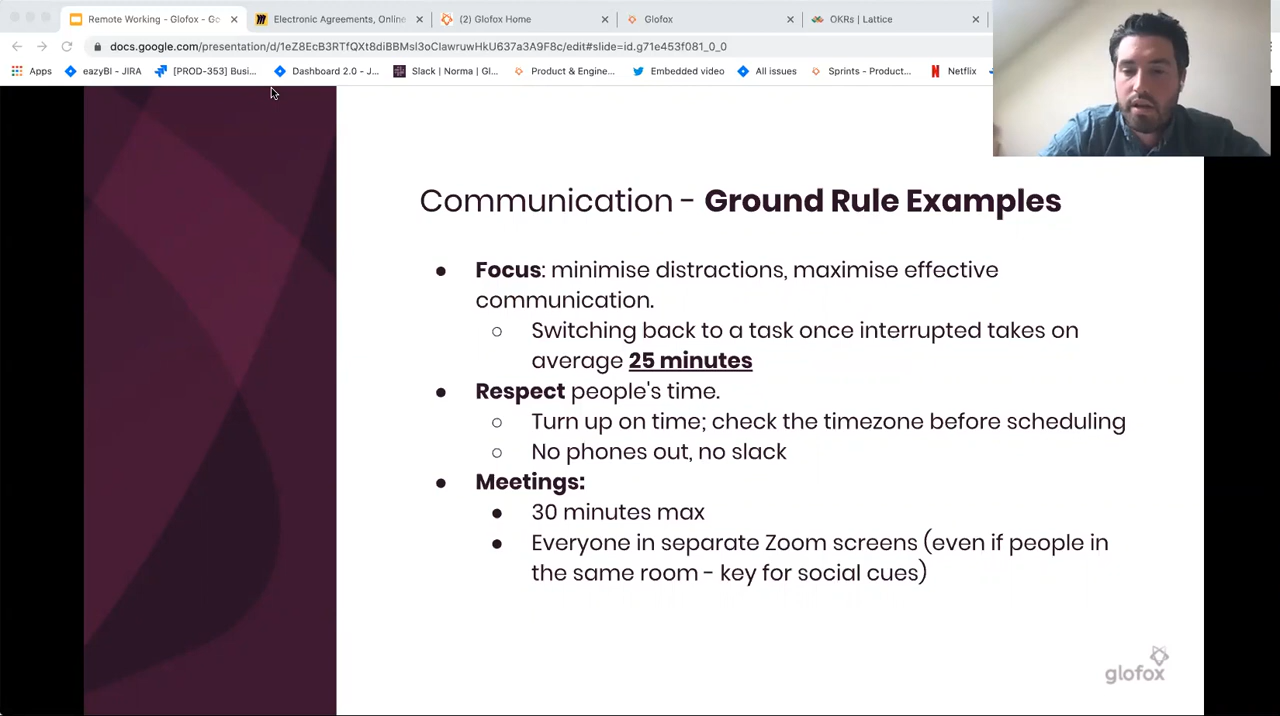 Remote Working - Glofox - Go
Electronic Agreements, Online
(2) Glofox Home
Glofox
OKRs | Lattice
docs.google.com/presentation/d/1eZ8EcB3RTfQXt8diBBMsl3oClawruwHkU637a3A9F8c/edit#slide=id.g71e453f081_0_0
Apps
eazyBI - JIRA
[PROD-353] Busi...
Dashboard 2.0 - J...
Slack | Norma | Gl...
Product & Engine...
Embedded video
All issues
Sprints - Product...
Netflix
Communication - Ground Rule Examples
● Focus: minimise distractions, maximise effective
communication.
○ Switching back to a task once interrupted takes on
average 25 minutes
● Respect people's time.
○ Turn up on time; check the timezone before scheduling
○ No phones out, no slack
● Meetings:
● 30 minutes max
● Everyone in separate Zoom screens (even if people in
the same room - key for social cues)
glofox